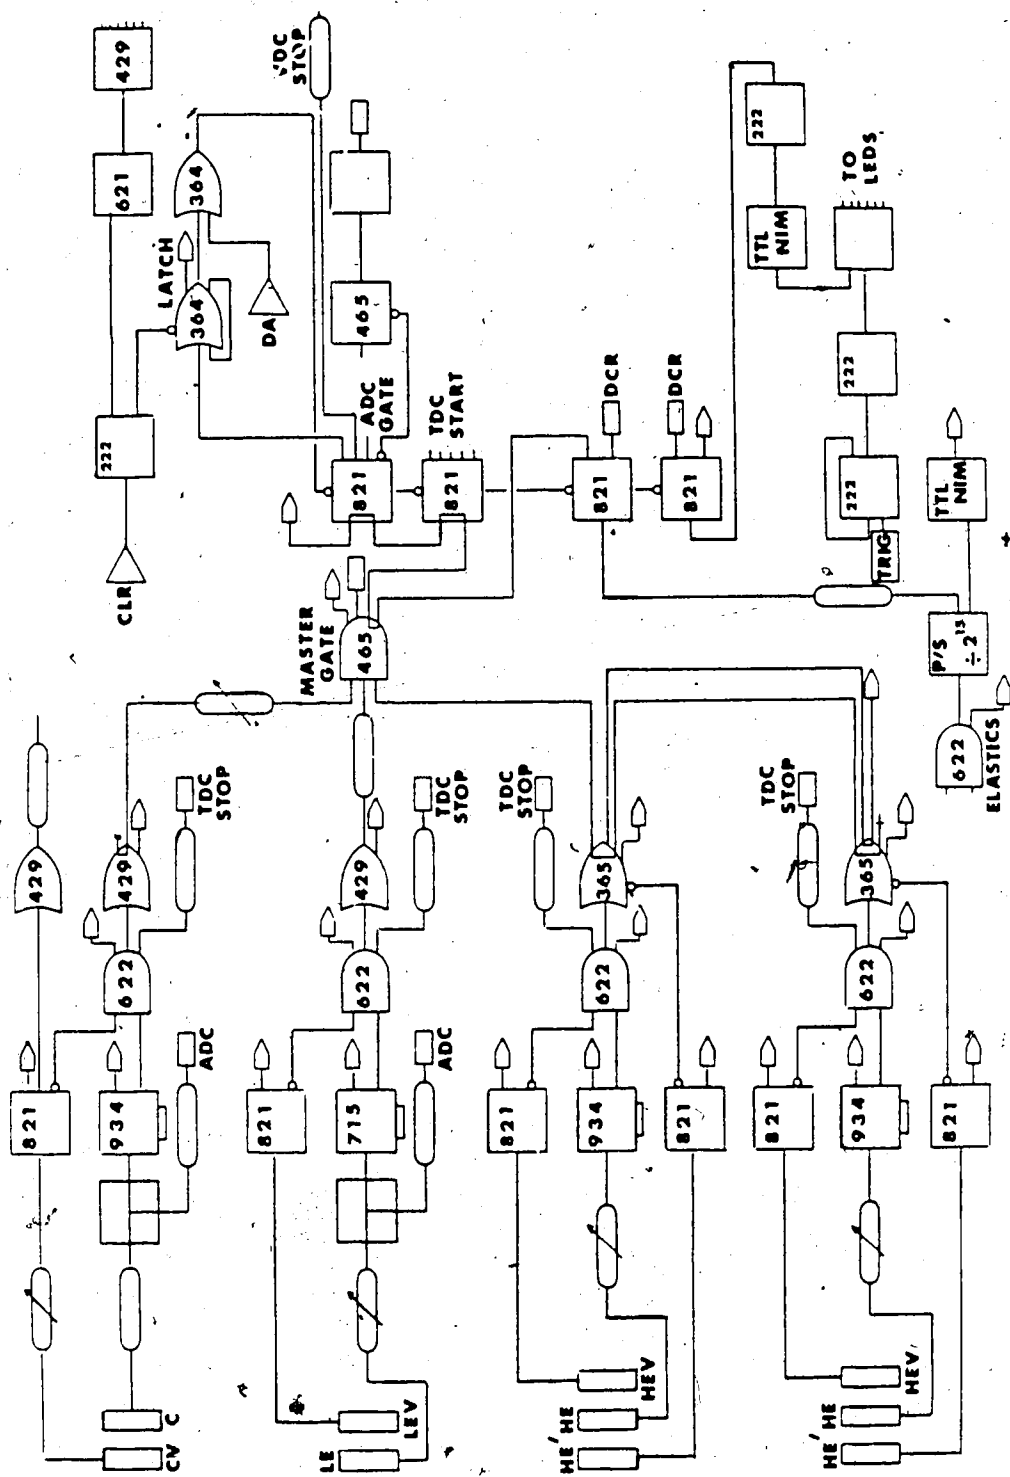 CV
C
821
934
ADC
622
429
429
TDC
STOP
LE
LEV
821
715
ADC
622
429
TDC
STOP
HE'
HE
HEV
821
934
821
622
365
TDC
STOP
HE'
HE
HEV
821
934
821
622
365
TDC
STOP
MASTER
GATE
465
CLR
222
621
429
364
LATCH
364
DA
821
ADC
GATE
465
STOP
821
TDC
START
821
DCR
821
DCR
222
TTL
NIM
TO
LEDS
222
222
TRIG
622
ELASTICS
P/S
÷ 2¹³
TTL
NIM